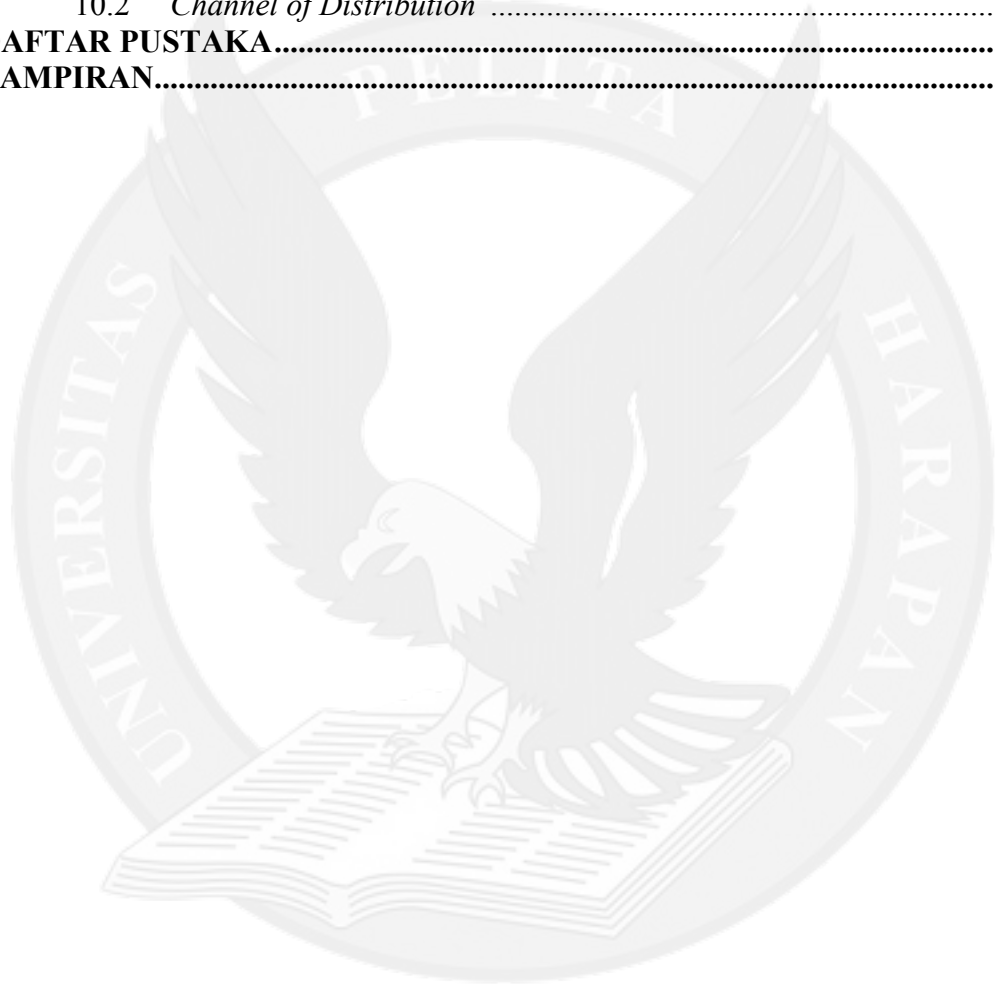 10.2 Channel of Distribution ........................................................................
AFTAR PUSTAKA............................................................................................
AMPIRAN.........................................................................................................
PELITA
UNIVERSITAS
HARAPAN